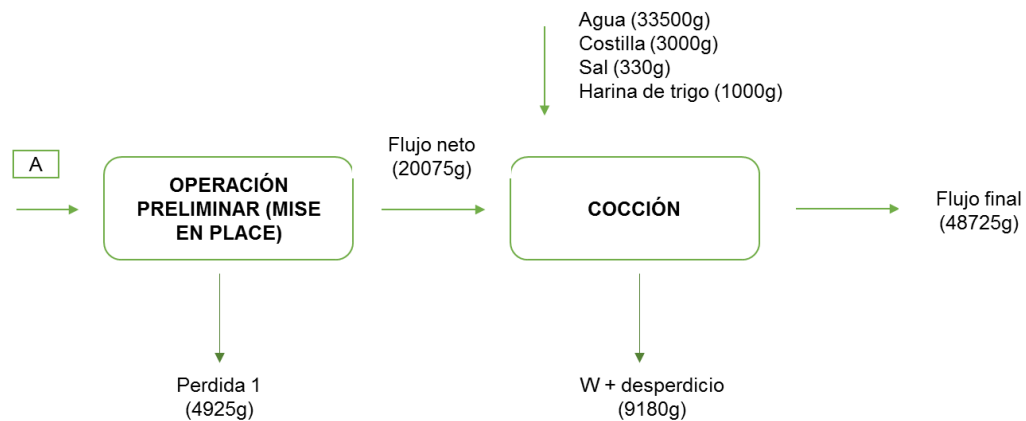 Agua (33500g)
Costilla (3000g)
Sal (330g)
Harina de trigo (1000g)
A
OPERACIÓN
PRELIMINAR (MISE
EN PLACE)
Flujo neto
(20075g)
COCCIÓN
Flujo final
(48725g)
Perdida 1
(4925g)
W + desperdicio
(9180g)